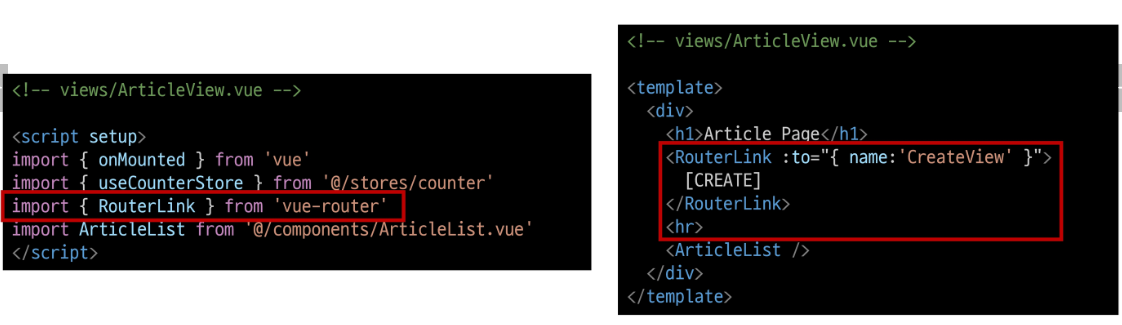 <!-- views/ArticleView.vue -->
<script setup>
import { onMounted } from 'vue'
import { useCounterStore } from '@/stores/counter'
import { RouterLink } from 'vue-router'
import ArticleList from '@/components/ArticleList.vue'
</script>
<!-- views/ArticleView.vue -->
<template>
<div>
<h1>Article Page</h1>
<RouterLink :to="{ name:'CreateView' }">
[CREATE]
</RouterLink>
<hr>
<ArticleList />
</div>
</template>